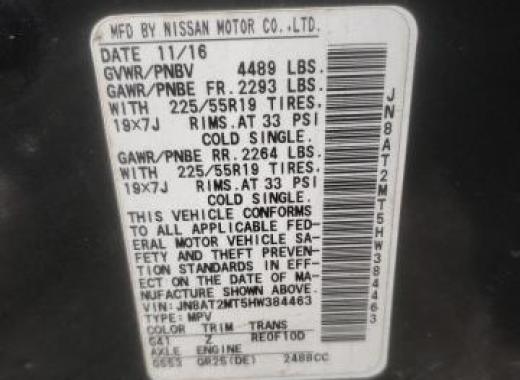 MFD BY NISSAN MOTOR CO.,LTD.
DATE 11/16
GVWR/PNBV 4489 LBS.
GAWR/PNBE FR. 2293 LBS.
WITH 225/55R19 TIRES.
19X7J RIMS.AT 33 PSI
COLD SINGLE.
GAWR/PNBE RR. 2264 LBS.
WITH 225/55R19 TIRES.
19X7J RIMS.AT 33 PSI
COLD SINGLE.
THIS VEHICLE CONFORMS
TO ALL APPLICABLE FED-
ERAL MOTOR VEHICLE SA-
FETY AND THEFT PREVEN-
TION STANDARDS IN EFF-
ECT ON THE DATE OF MA-
NUFACTURE SHOWN ABOVE.
VIN:JN8AT2MT5HW384463
TYPE:MPV
COLOR TRIM TRANS
G41 Z RE0F10D
AXLE ENGINE
GS53 QR25(DE) 2488CC
JN8AT2MT5HW384463